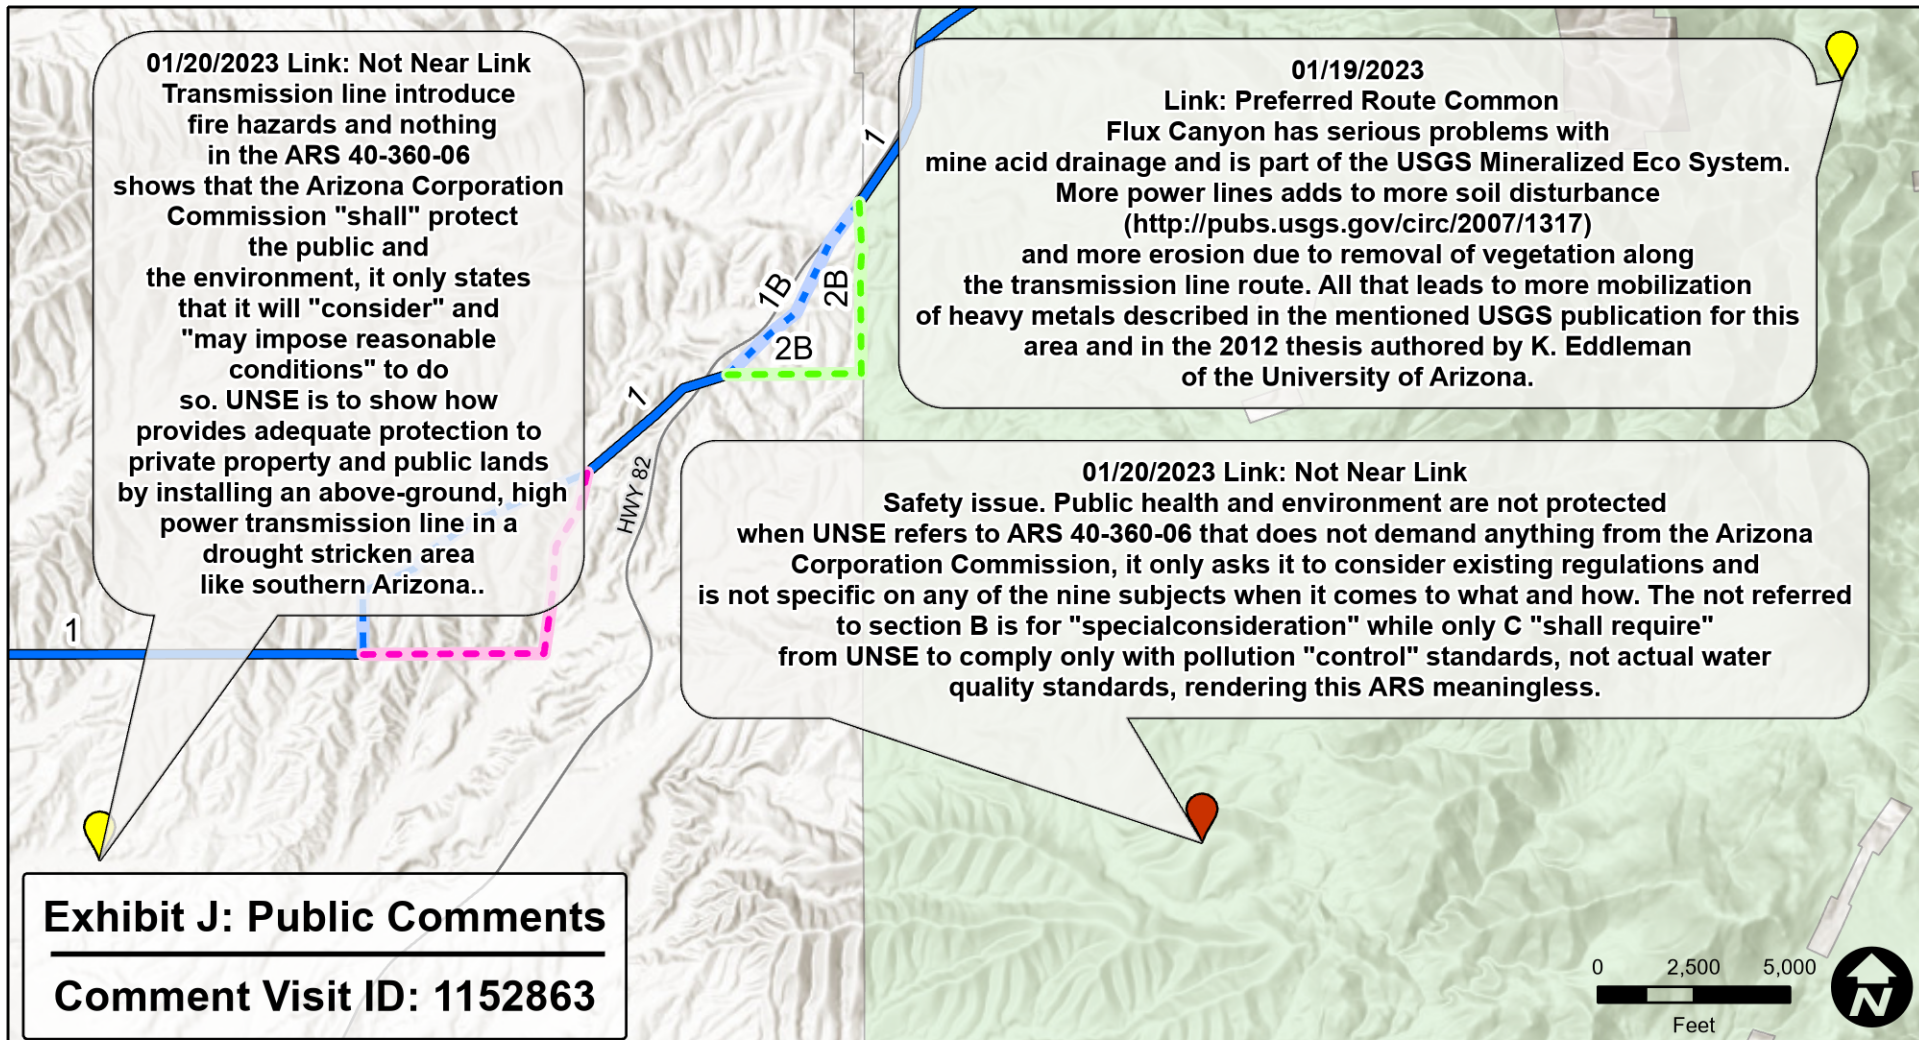 01/20/2023 Link: Not Near Link
Transmission line introduce
fire hazards and nothing
in the ARS 40-360-06
shows that the Arizona Corporation
Commission "shall" protect
the public and
the environment, it only states
that it will "consider" and
"may impose reasonable
conditions" to do
so. UNSE is to show how
provides adequate protection to
private property and public lands
by installing an above-ground, high
power transmission line in a
drought stricken area
like southern Arizona..
01/19/2023
Link: Preferred Route Common
Flux Canyon has serious problems with
mine acid drainage and is part of the USGS Mineralized Eco System.
More power lines adds to more soil disturbance
(http://pubs.usgs.gov/circ/2007/1317)
and more erosion due to removal of vegetation along
the transmission line route. All that leads to more mobilization
of heavy metals described in the mentioned USGS publication for this
area and in the 2012 thesis authored by K. Eddleman
of the University of Arizona.
1
1B
2B
2B
1
HWY 82
1
01/20/2023 Link: Not Near Link
Safety issue. Public health and environment are not protected
when UNSE refers to ARS 40-360-06 that does not demand anything from the Arizona
Corporation Commission, it only asks it to consider existing regulations and
is not specific on any of the nine subjects when it comes to what and how. The not referred
to section B is for "specialconsideration" while only C "shall require"
from UNSE to comply only with pollution "control" standards, not actual water
quality standards, rendering this ARS meaningless.
Exhibit J: Public Comments
Comment Visit ID: 1152863
0 2,500 5,000
Feet
N